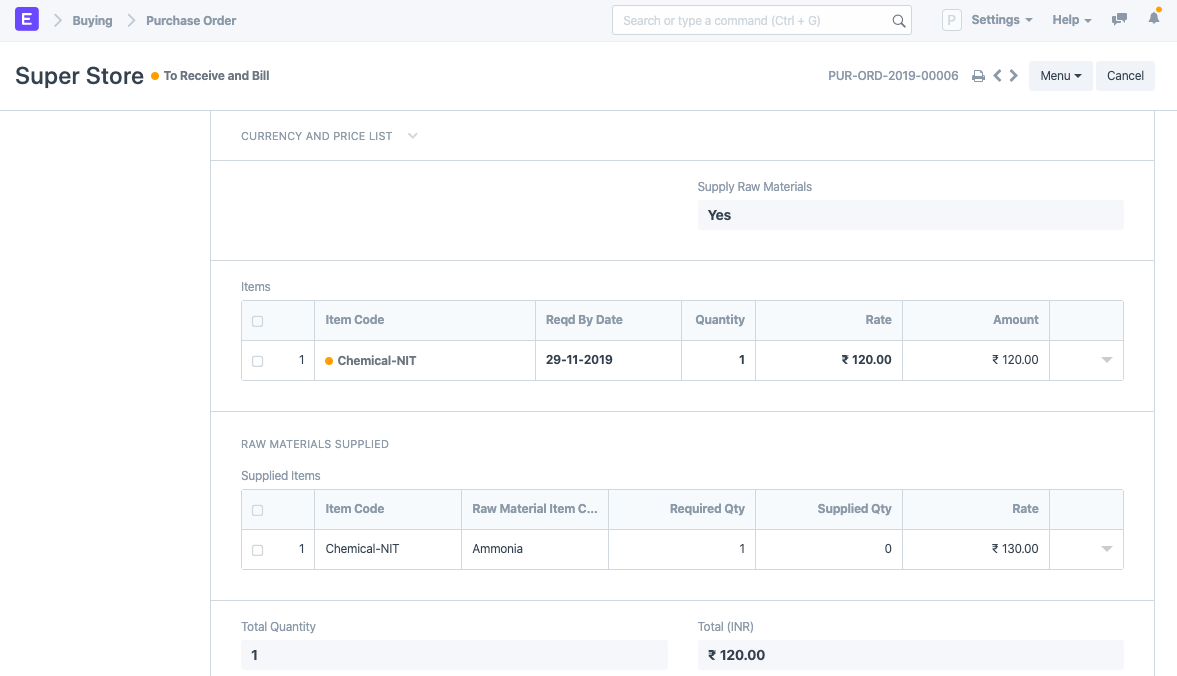 E Buying Purchase Order Search or type a command (Ctrl + G) P Settings Help
Super Store To Receive and Bill PUR-ORD-2019-00006 Menu Cancel
CURRENCY AND PRICE LIST
Supply Raw Materials
Yes
Items
Item Code Reqd By Date Quantity Rate Amount
1 Chemical-NIT 29-11-2019 1 ₹ 120.00 ₹ 120.00
RAW MATERIALS SUPPLIED
Supplied Items
Item Code Raw Material Item C... Required Qty Supplied Qty Rate
1 Chemical-NIT Ammonia 1 0 ₹ 130.00
Total Quantity Total (INR)
1 ₹ 120.00